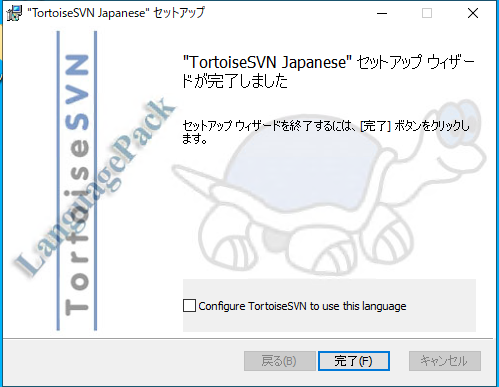 "TortoiseSVN Japanese" セットアップ
"TortoiseSVN Japanese" セットアップ ウィザー
ドが完了しました
セットアップ ウィザードを終了するには、[完了] ボタンをクリックし
ます。
TortoiseSVN
LanguagePack
Configure TortoiseSVN to use this language
戻る(B)
完了(F)
キャンセル